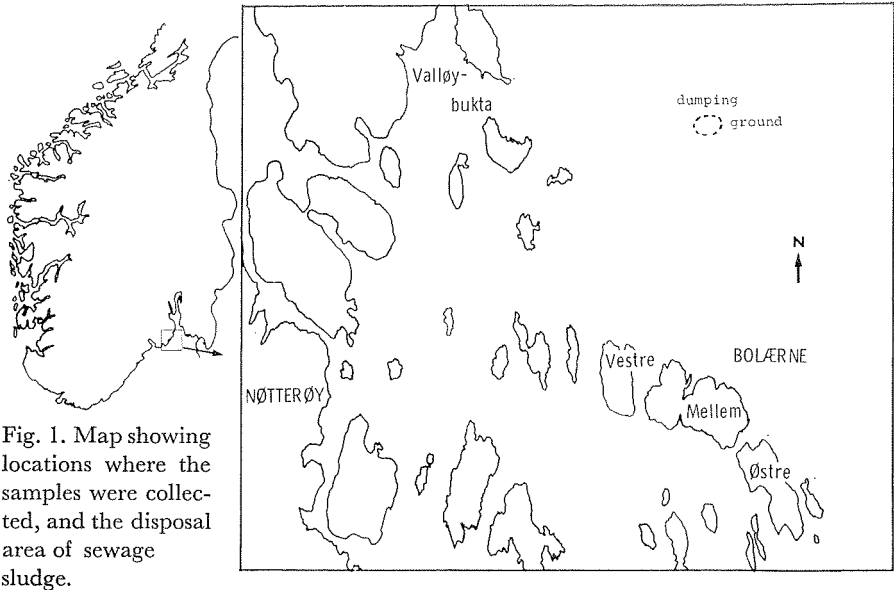 Valløy-
bukta
dumping
ground
N
Vestre
BOLÆRNE
NØTTERØY
Mellem
Østre
Fig. 1. Map showing
locations where the
samples were collec-
ted, and the disposal
area of sewage
sludge.